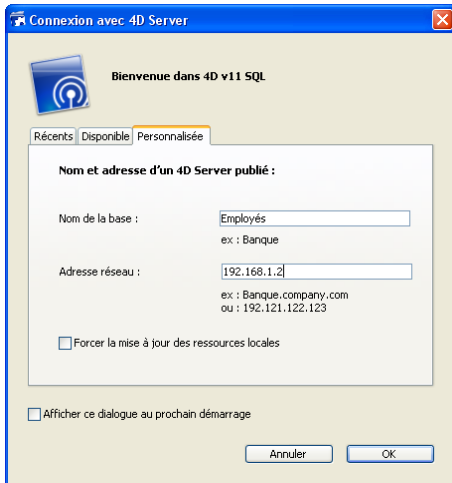 Connexion avec 4D Server
Bienvenue dans 4D v11 SQL
Récents Disponible Personnalisée
Nom et adresse d'un 4D Server publié :
Nom de la base : Employés
ex : Banque
Adresse réseau : 192.168.1.2
ex : Banque.company.com
ou : 192.121.122.123
Forcer la mise à jour des ressources locales
Afficher ce dialogue au prochain démarrage
Annuler OK